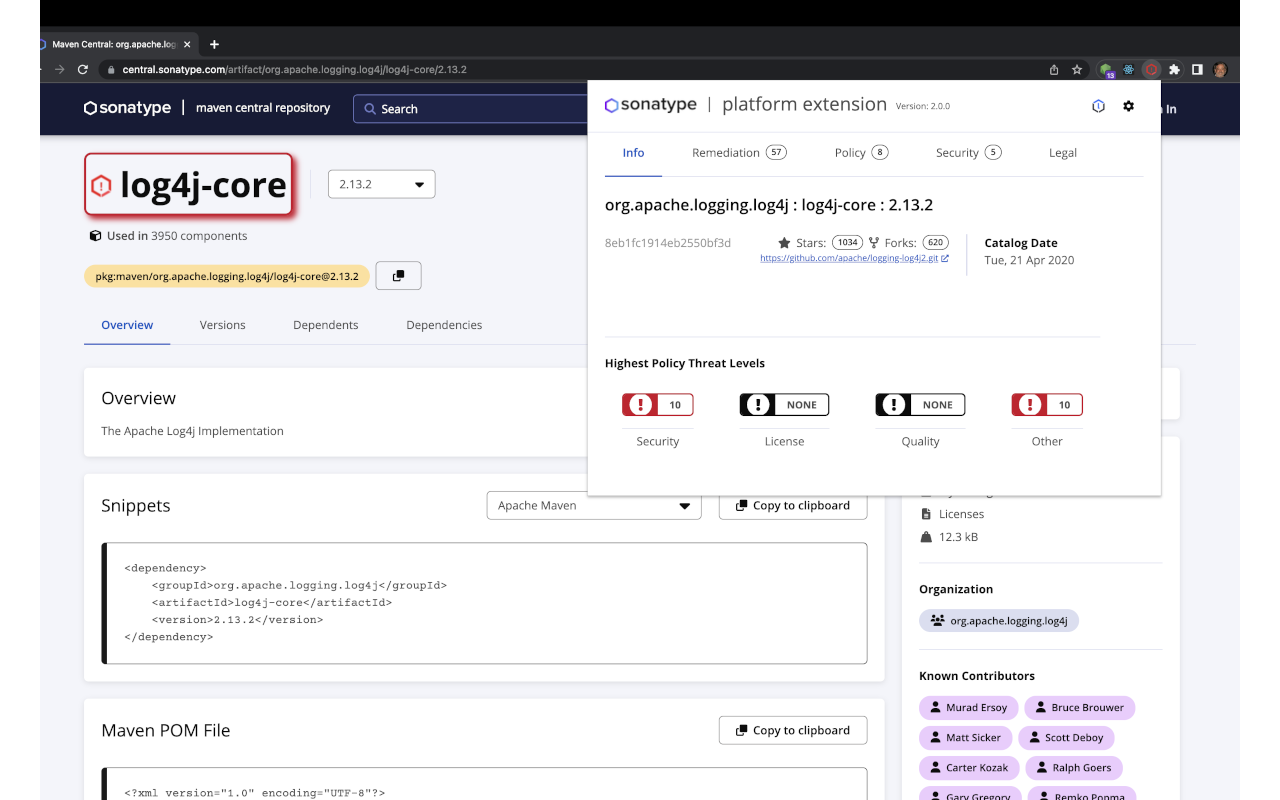 Maven Central: org.apache.log
central.sonatype.com/artifact/org.apache.logging.log4j/log4j-core/2.13.2
13
sonatype | maven central repository
Search
In
log4j-core
2.13.2
Used in 3950 components
pkg:maven/org.apache.logging.log4j/log4j-core@2.13.2
Overview Versions Dependents Dependencies
Overview
The Apache Log4j Implementation
Snippets
Apache Maven
Copy to clipboard
<dependency>
    <groupId>org.apache.logging.log4j</groupId>
    <artifactId>log4j-core</artifactId>
    <version>2.13.2</version>
</dependency>
Maven POM File
Copy to clipboard
<?xml version="1.0" encoding="UTF-8"?>
sonatype | platform extension Version: 2.0.0
Info Remediation 57 Policy 8 Security 5 Legal
org.apache.logging.log4j : log4j-core : 2.13.2
8eb1fc1914eb2550bf3d
Stars: 1034 Forks: 620
https://github.com/apache/logging-log4j2.git
Catalog Date
Tue, 21 Apr 2020
Highest Policy Threat Levels
10 NONE NONE 10
Security License Quality Other
Licenses
12.3 kB
Organization
org.apache.logging.log4j
Known Contributors
Murad Ersoy Bruce Brouwer
Matt Sicker Scott Deboy
Carter Kozak Ralph Goers
Gary Gregory Remko Popma